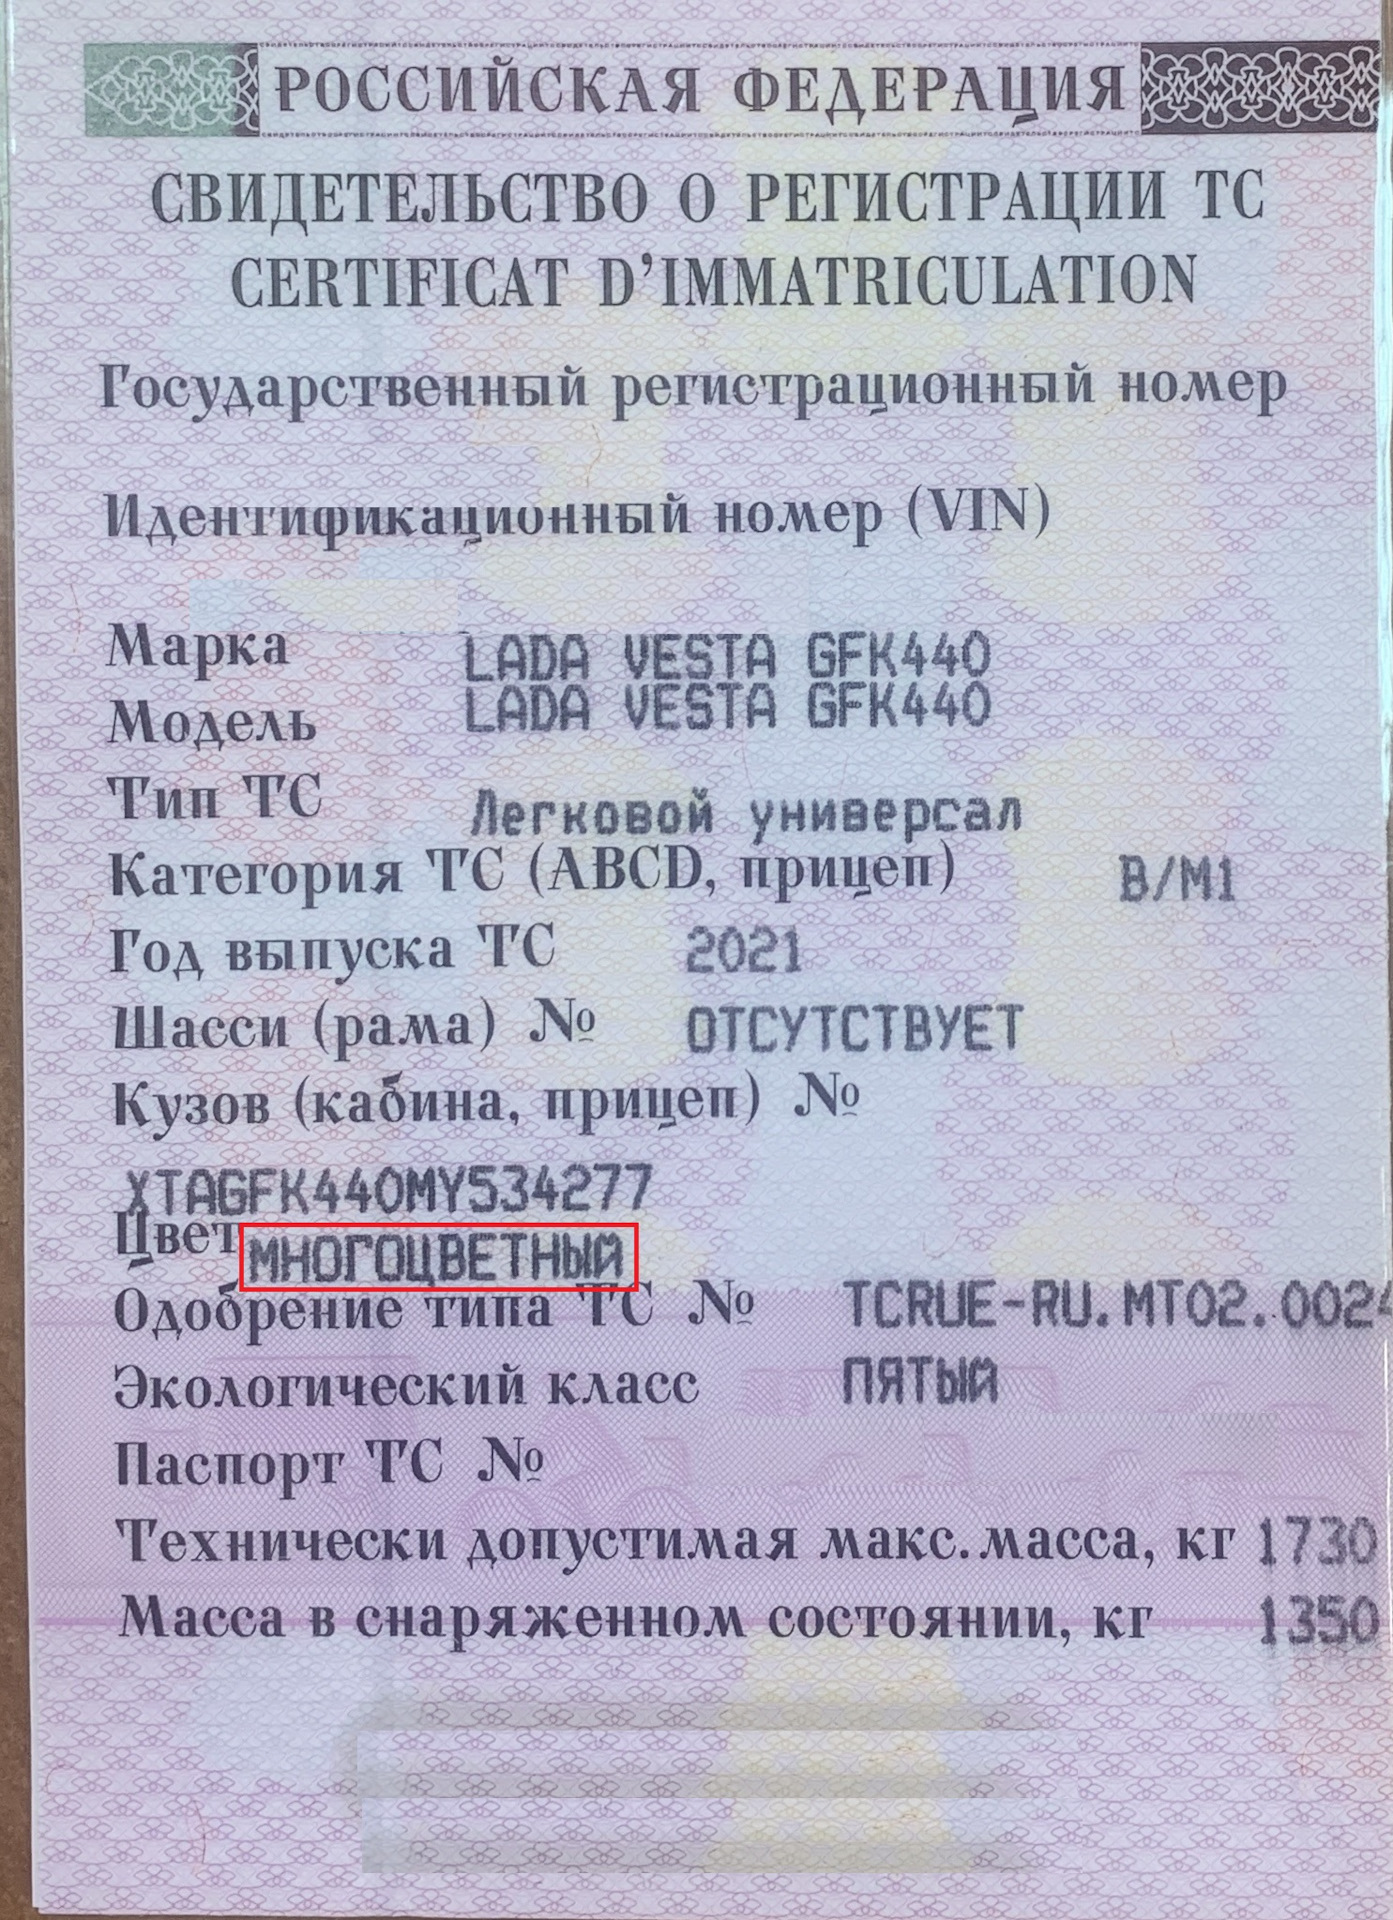 РОССИЙСКАЯ ФЕДЕРАЦИЯ
СВИДЕТЕЛЬСТВО О РЕГИСТРАЦИИ ТС
CERTIFICAT D'IMMATRICULATION
Государственный регистрационный номер
Идентификационный номер (VIN)
Марка LADA VESTA GFK440
Модель LADA VESTA GFK440
Тип ТС Легковой универсал
Категория ТС (ABCD, прицеп) B/M1
Год выпуска ТС 2021
Шасси (рама) № ОТСУТСТВУЕТ
Кузов (кабина, прицеп) №
XTAGFK440MY534277
Цвет МНОГОЦВЕТНЫЙ
Одобрение типа ТС № TCRUE-RU.MT02.0024
Экологический класс ПЯТЫЙ
Паспорт ТС №
Технически допустимая макс. масса, кг 1730
Масса в снаряженном состоянии, кг 1350